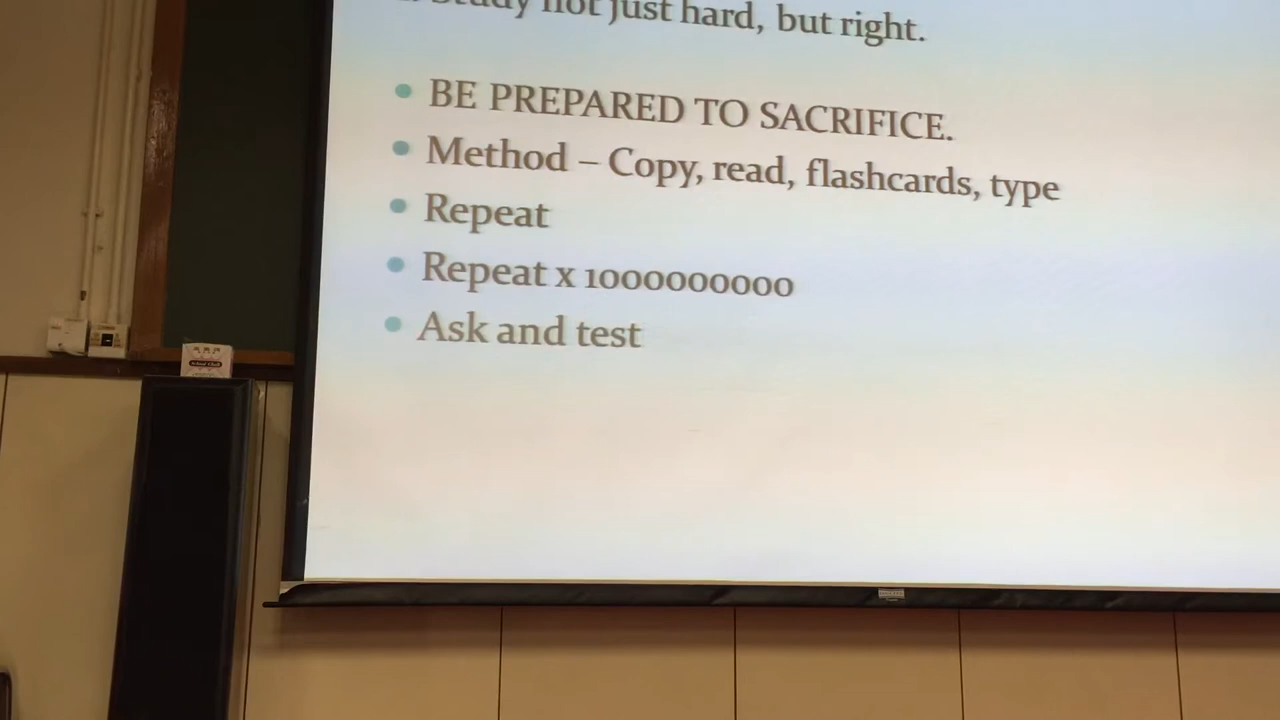 Study not just hard, but right.
• BE PREPARED TO SACRIFICE.
• Method – Copy, read, flashcards, type
• Repeat
• Repeat x 1000000000
• Ask and test